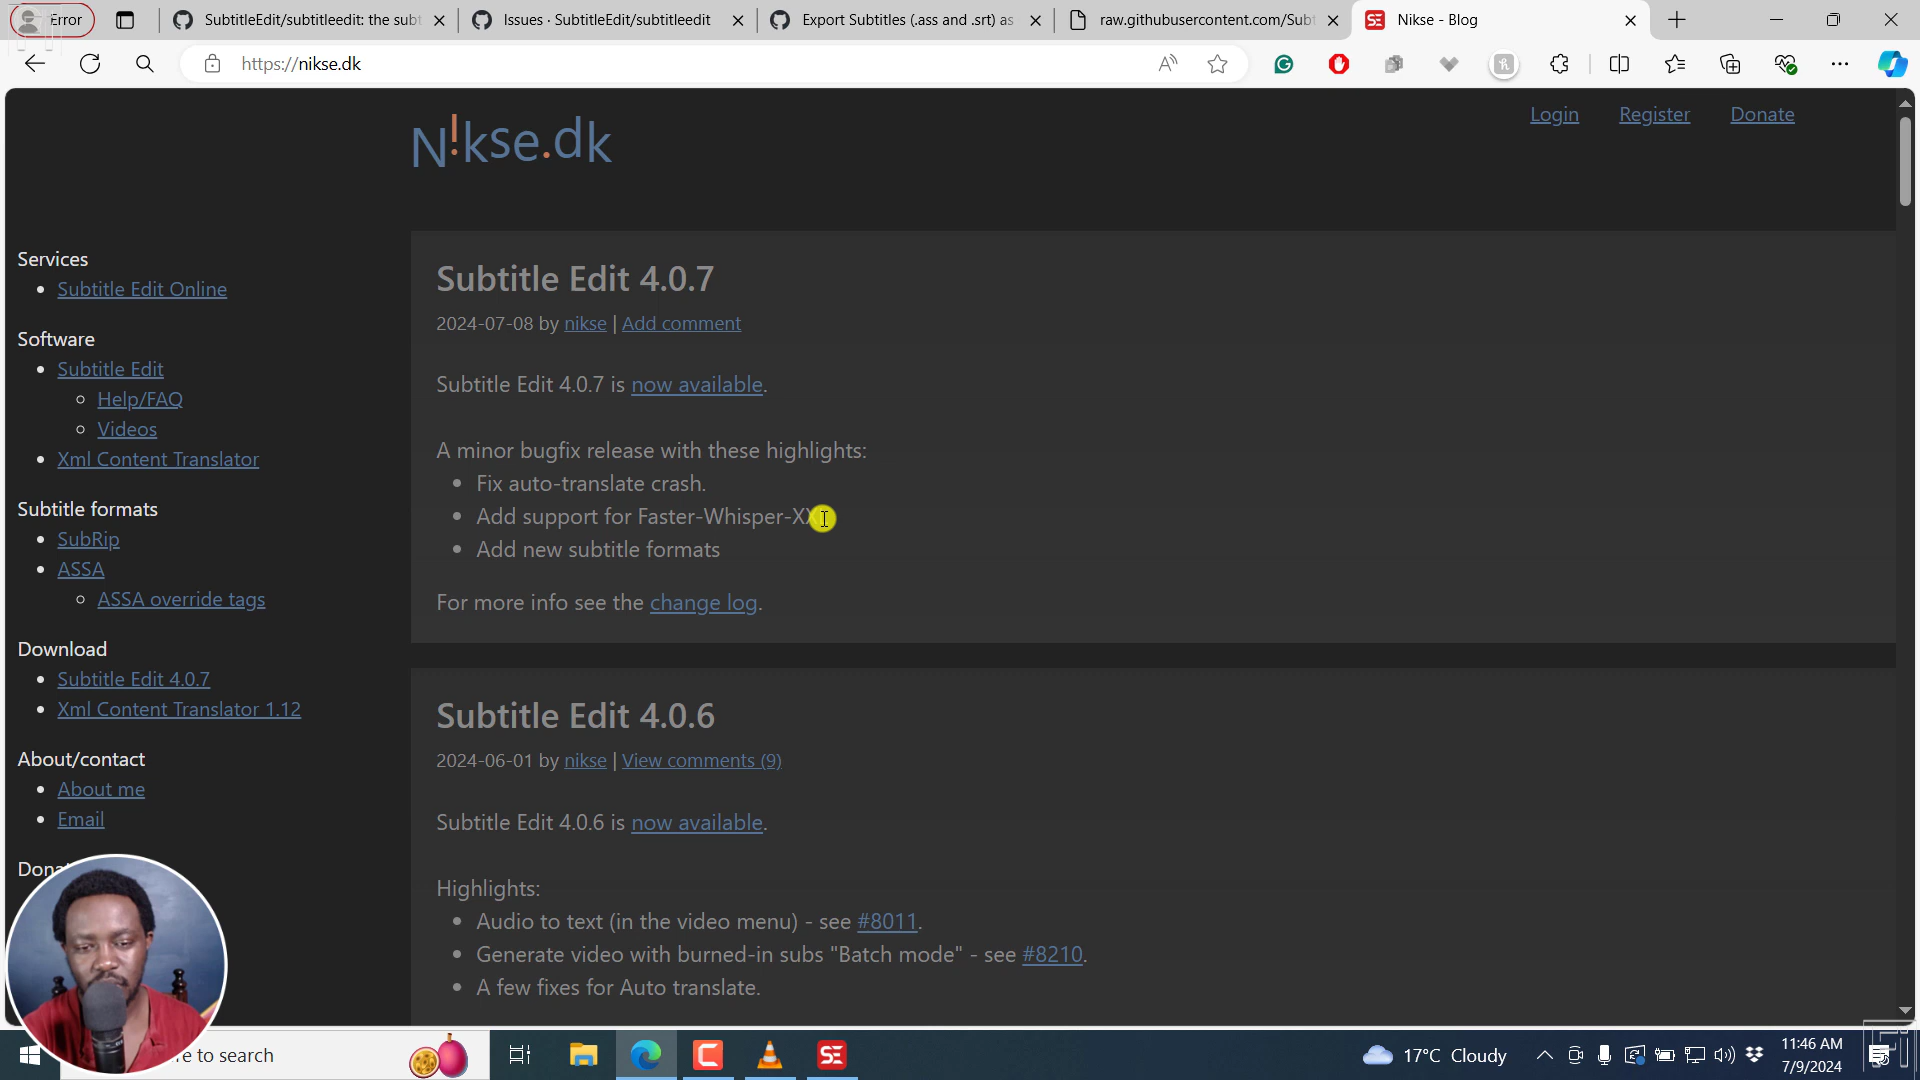 Error
SubtitleEdit/subtitleedit: the subt
Issues · SubtitleEdit/subtitleedit
Export Subtitles (.ass and .srt) as
raw.githubusercontent.com/Subt
Nikse - Blog
https://nikse.dk
Login Register Donate
N!kse.dk
Services
Subtitle Edit Online
Software
Subtitle Edit
Help/FAQ
Videos
Xml Content Translator
Subtitle formats
SubRip
ASSA
ASSA override tags
Download
Subtitle Edit 4.0.7
Xml Content Translator 1.12
About/contact
About me
Email
Subtitle Edit 4.0.7
2024-07-08 by nikse | Add comment
Subtitle Edit 4.0.7 is now available.
A minor bugfix release with these highlights:
Fix auto-translate crash.
Add support for Faster-Whisper-X
Add new subtitle formats
For more info see the change log.
Subtitle Edit 4.0.6
2024-06-01 by nikse | View comments (9)
Subtitle Edit 4.0.6 is now available.
Highlights:
Audio to text (in the video menu) - see #8011.
Generate video with burned-in subs "Batch mode" - see #8210.
A few fixes for Auto translate.
e to search
17°C Cloudy
11:46 AM
7/9/2024